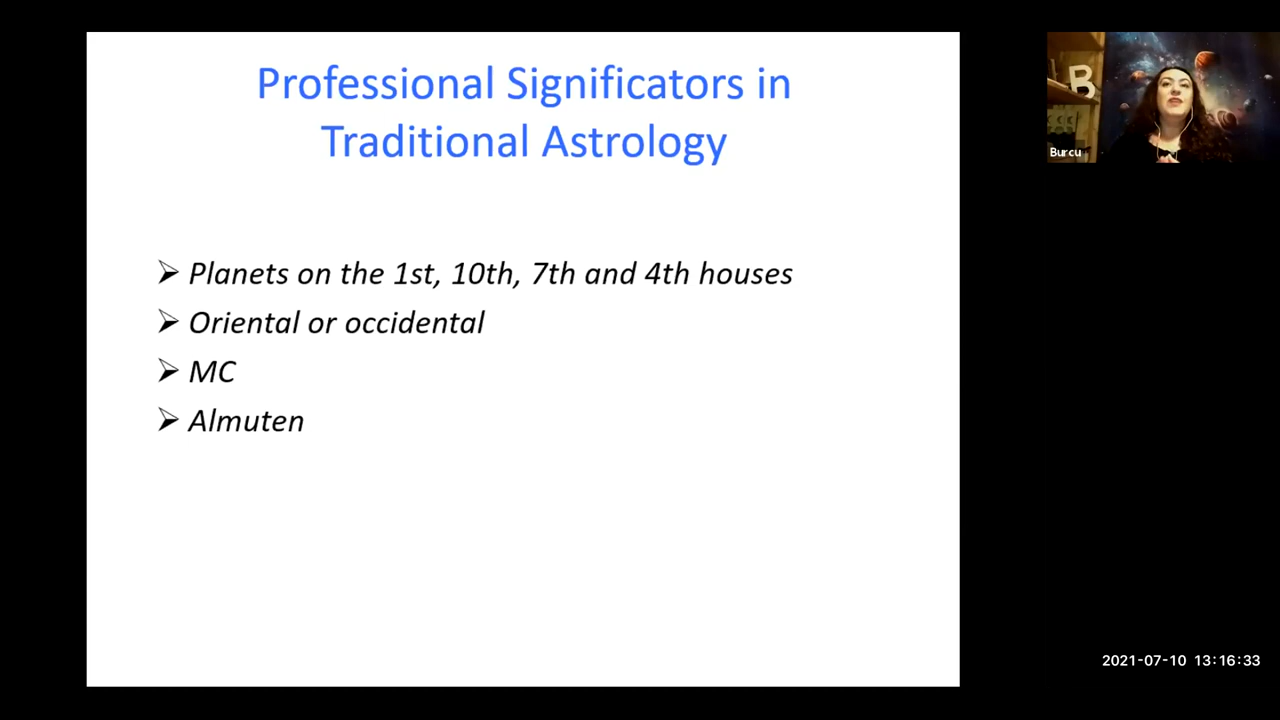 Professional Significators in
Traditional Astrology
➢ Planets on the 1st, 10th, 7th and 4th houses
➢ Oriental or occidental
➢ MC
➢ Almuten
B
Burcu
2021-07-10 13:16:33